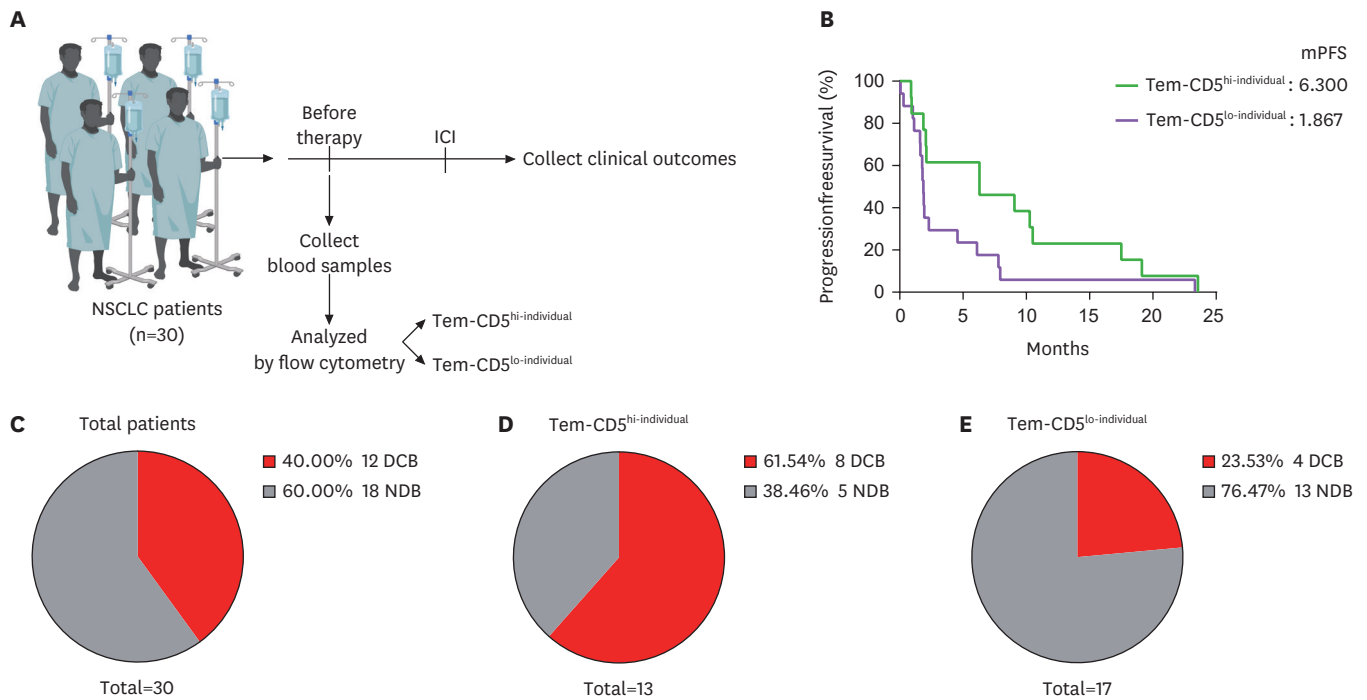 A
Before
therapy
ICI
Collect clinical outcomes
Collect
blood samples
NSCLC patients
(n=30)
Analyzed
by flow cytometry
Tem-CD5hi-individual
Tem-CD5lo-individual
B
mPFS
Tem-CD5hi-individual : 6.300
Tem-CD5lo-individual : 1.867
Progressionfreesurvival (%)
100
80
60
40
20
0
0 5 10 15 20 25
Months
C
Total patients
40.00% 12 DCB
60.00% 18 NDB
Total=30
D
Tem-CD5hi-individual
61.54% 8 DCB
38.46% 5 NDB
Total=13
E
Tem-CD5lo-individual
23.53% 4 DCB
76.47% 13 NDB
Total=17